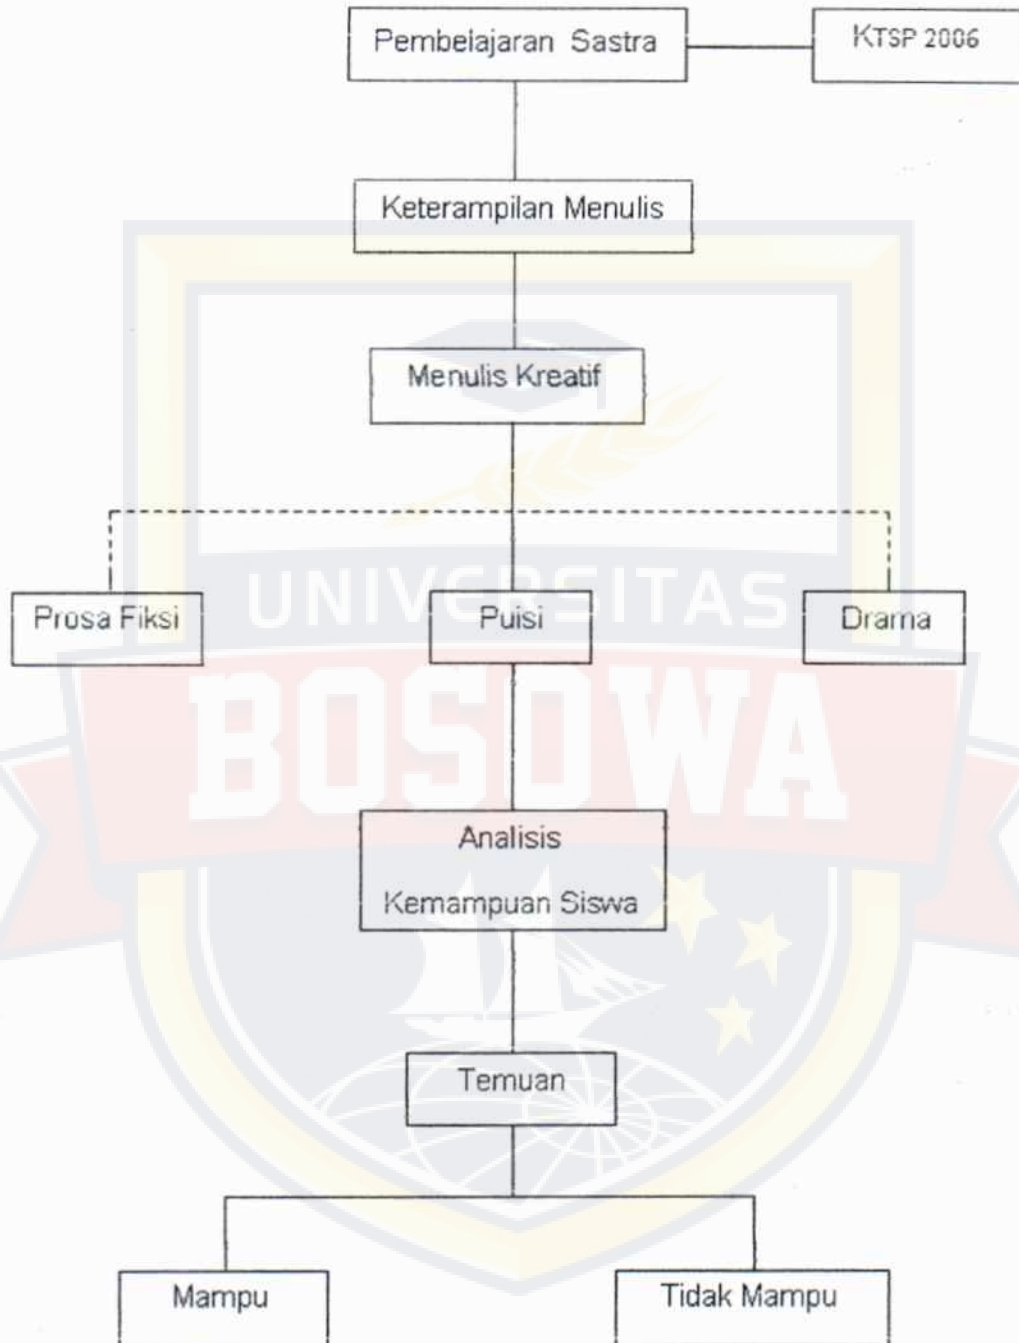 Pembelajaran Sastra
KTSP 2006
Keterampilan Menulis
Menulis Kreatif
Prosa Fiksi
Puisi
Drama
UNIVERSITAS
BOSOWA
Analisis
Kemampuan Siswa
Temuan
Mampu
Tidak Mampu